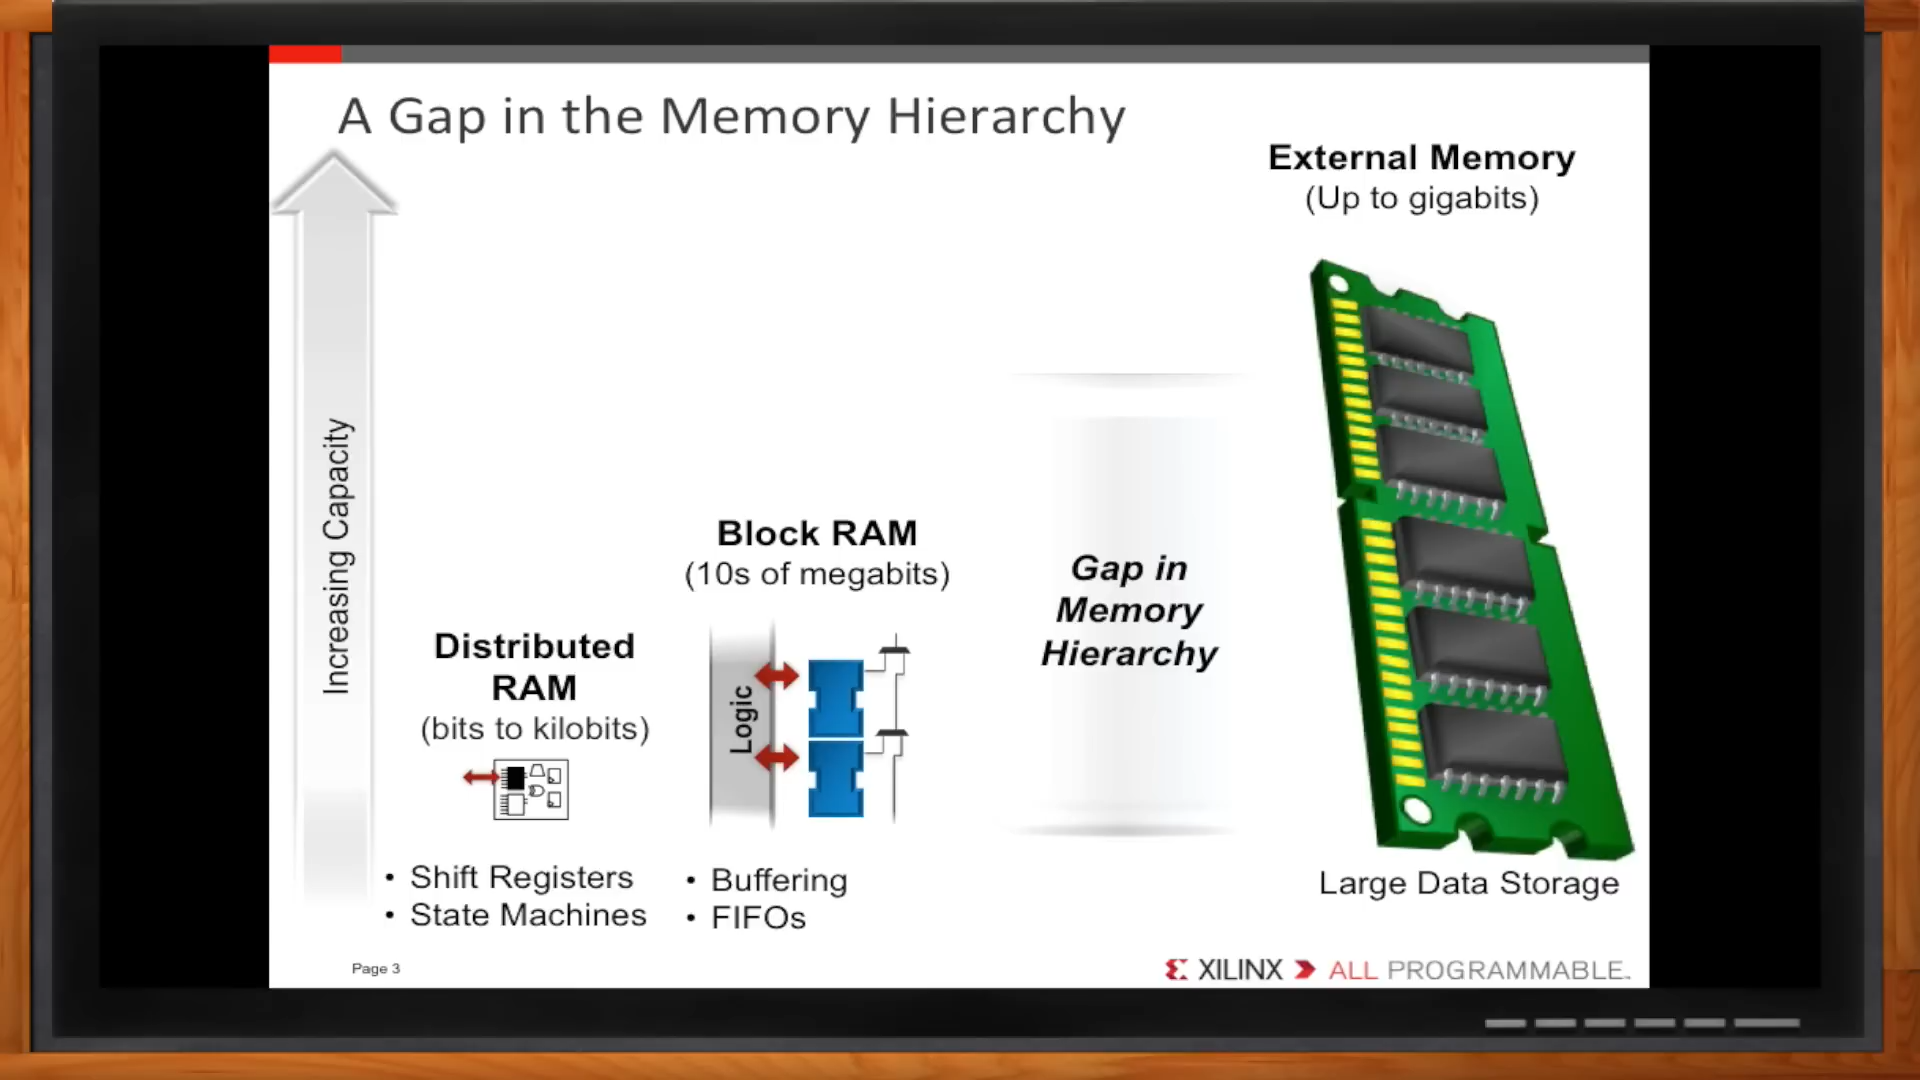 A Gap in the Memory Hierarchy
External Memory
(Up to gigabits)
Increasing Capacity
Block RAM
(10s of megabits)
Gap in
Memory
Hierarchy
Distributed
RAM
(bits to kilobits)
Logic
• Shift Registers
• State Machines
• Buffering
• FIFOs
Large Data Storage
Page 3
XILINX ALL PROGRAMMABLE™